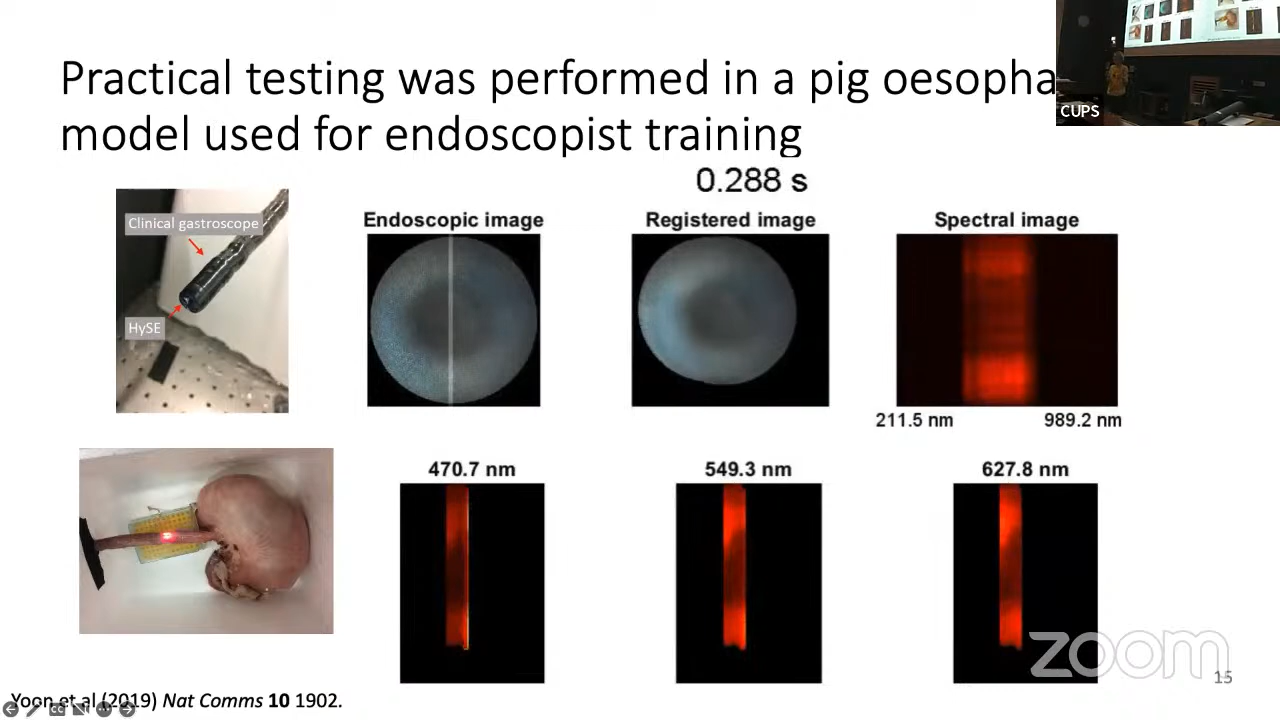 Practical testing was performed in a pig oesopha
model used for endoscopist training
CUPS
0.288 s
Clinical gastroscope
HySE
Endoscopic image
Registered image
Spectral image
211.5 nm
989.2 nm
470.7 nm
549.3 nm
627.8 nm
zoom
15
Yoon et al (2019) Nat Comms 10 1902.
CC